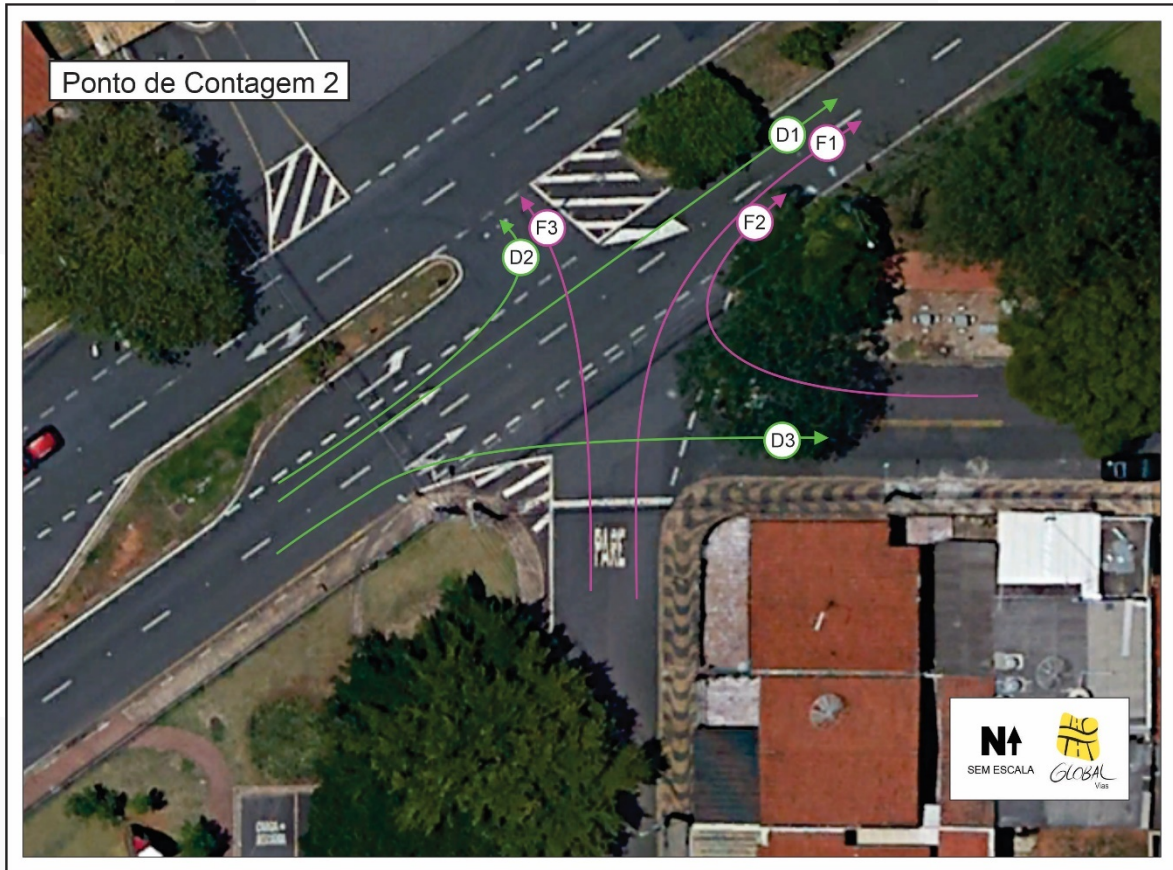 Ponto de Contagem 2
D1
F1
F3
F2
D2
D3
PARE
N
SEM ESCALA
GLOBAL
Vias